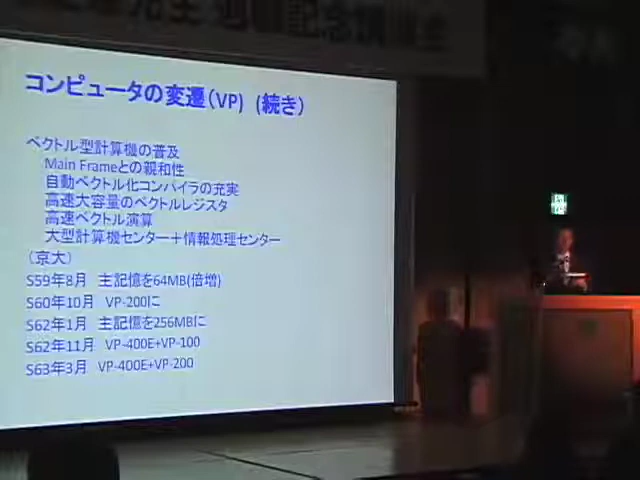 退職記念講演会
コンピュータの変遷(VP) (続き)
ベクトル型計算機の普及
Main Frameとの親和性
自動ベクトル化コンパイラの充実
高速大容量のベクトルレジスタ
高速ベクトル演算
大型計算機センター+情報処理センター
(京大)
S59年8月 主記憶を64MB(倍増)
S60年10月 VP-200に
S62年1月 主記憶を256MBに
S62年11月 VP-400E+VP-100
S63年3月 VP-400E+VP-200